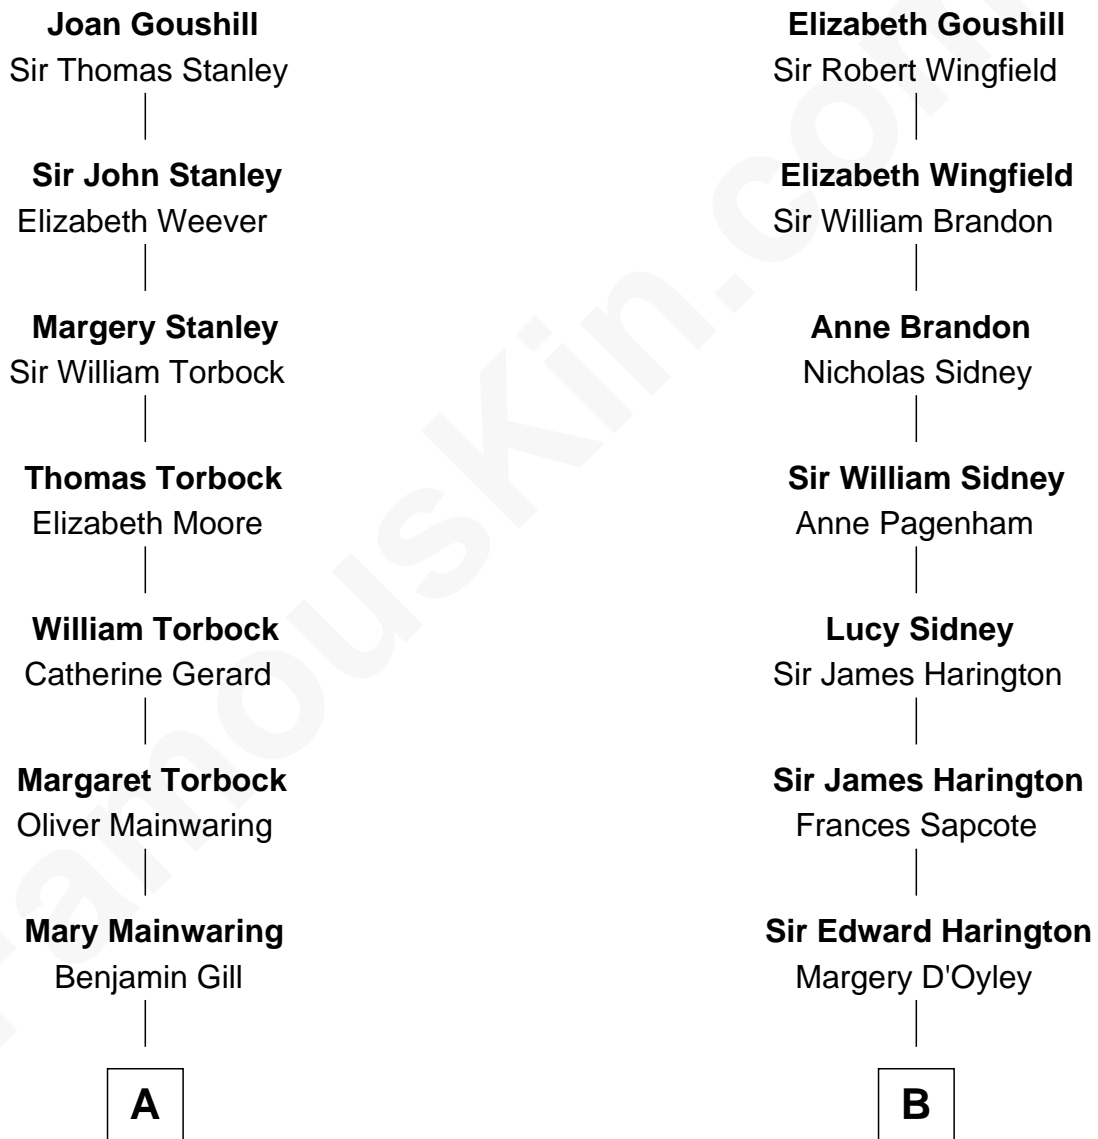 Joan Goushill
Sir Thomas Stanley
Sir John Stanley
Elizabeth Weever
Margery Stanley
Sir William Torbock
Thomas Torbock
Elizabeth Moore
William Torbock
Catherine Gerard
Margaret Torbock
Oliver Mainwaring
Mary Mainwaring
Benjamin Gill
A
Elizabeth Goushill
Sir Robert Wingfield
Elizabeth Wingfield
Sir William Brandon
Anne Brandon
Nicholas Sidney
Sir William Sidney
Anne Pagenham
Lucy Sidney
Sir James Harington
Sir James Harington
Frances Sapcote
Sir Edward Harington
Margery D'Oyley
B
FamousKin.com